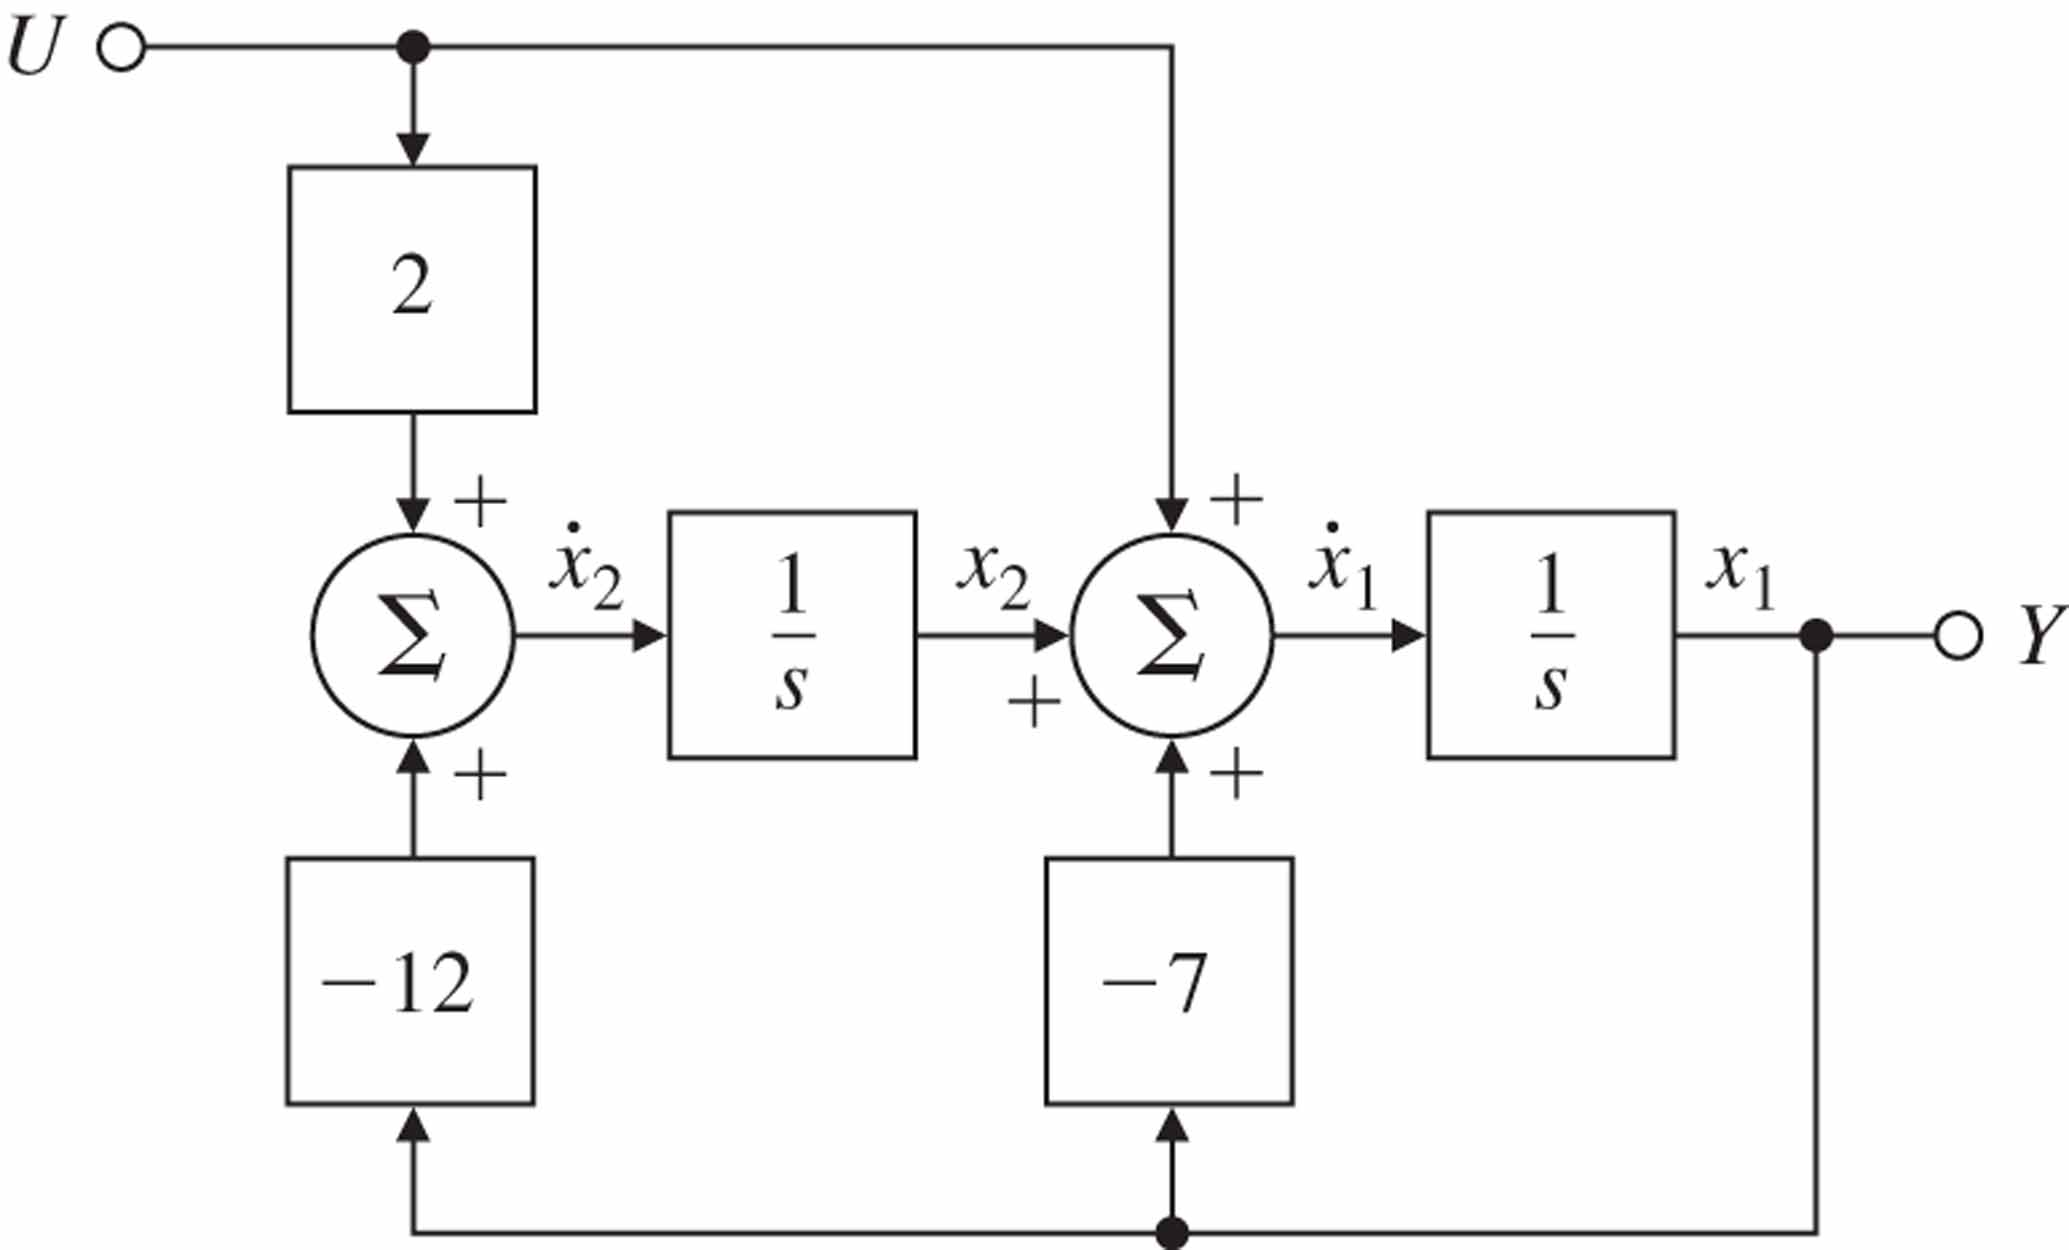 U
2
+ +
ẋ₂ x₂ ẋ₁ x₁
Σ 1/s Σ 1/s Y
+
+ +
−12 −7